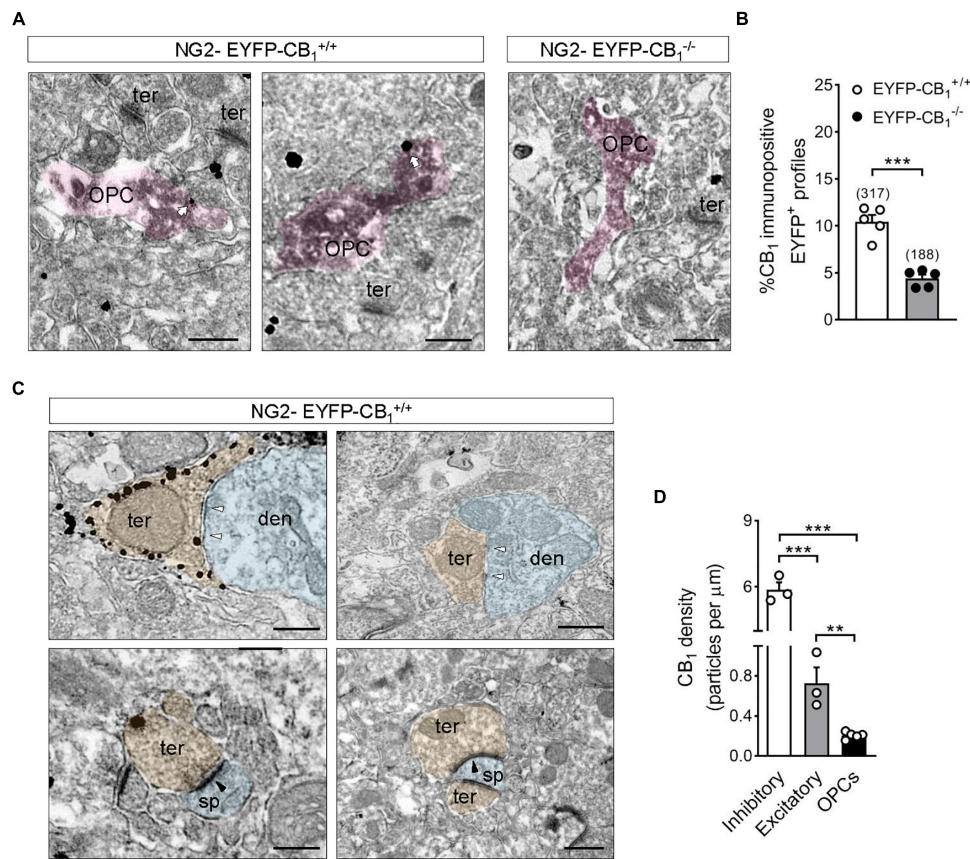 A
NG2- EYFP-CB₁⁺/⁺
NG2- EYFP-CB₁⁻/⁻
ter
ter
OPC
OPC
ter
OPC
ter
B
%CB₁ immunopositive
EYFP⁺ profiles
25
20
15
10
5
0
EYFP-CB₁⁺/⁺
EYFP-CB₁⁻/⁻
***
(317)
(188)
C
NG2- EYFP-CB₁⁺/⁺
ter
den
ter
den
ter
sp
ter
sp
ter
D
CB₁ density
(particles per µm)
9
6
0.8
0.4
0.0
***
***
**
Inhibitory
Excitatory
OPCs